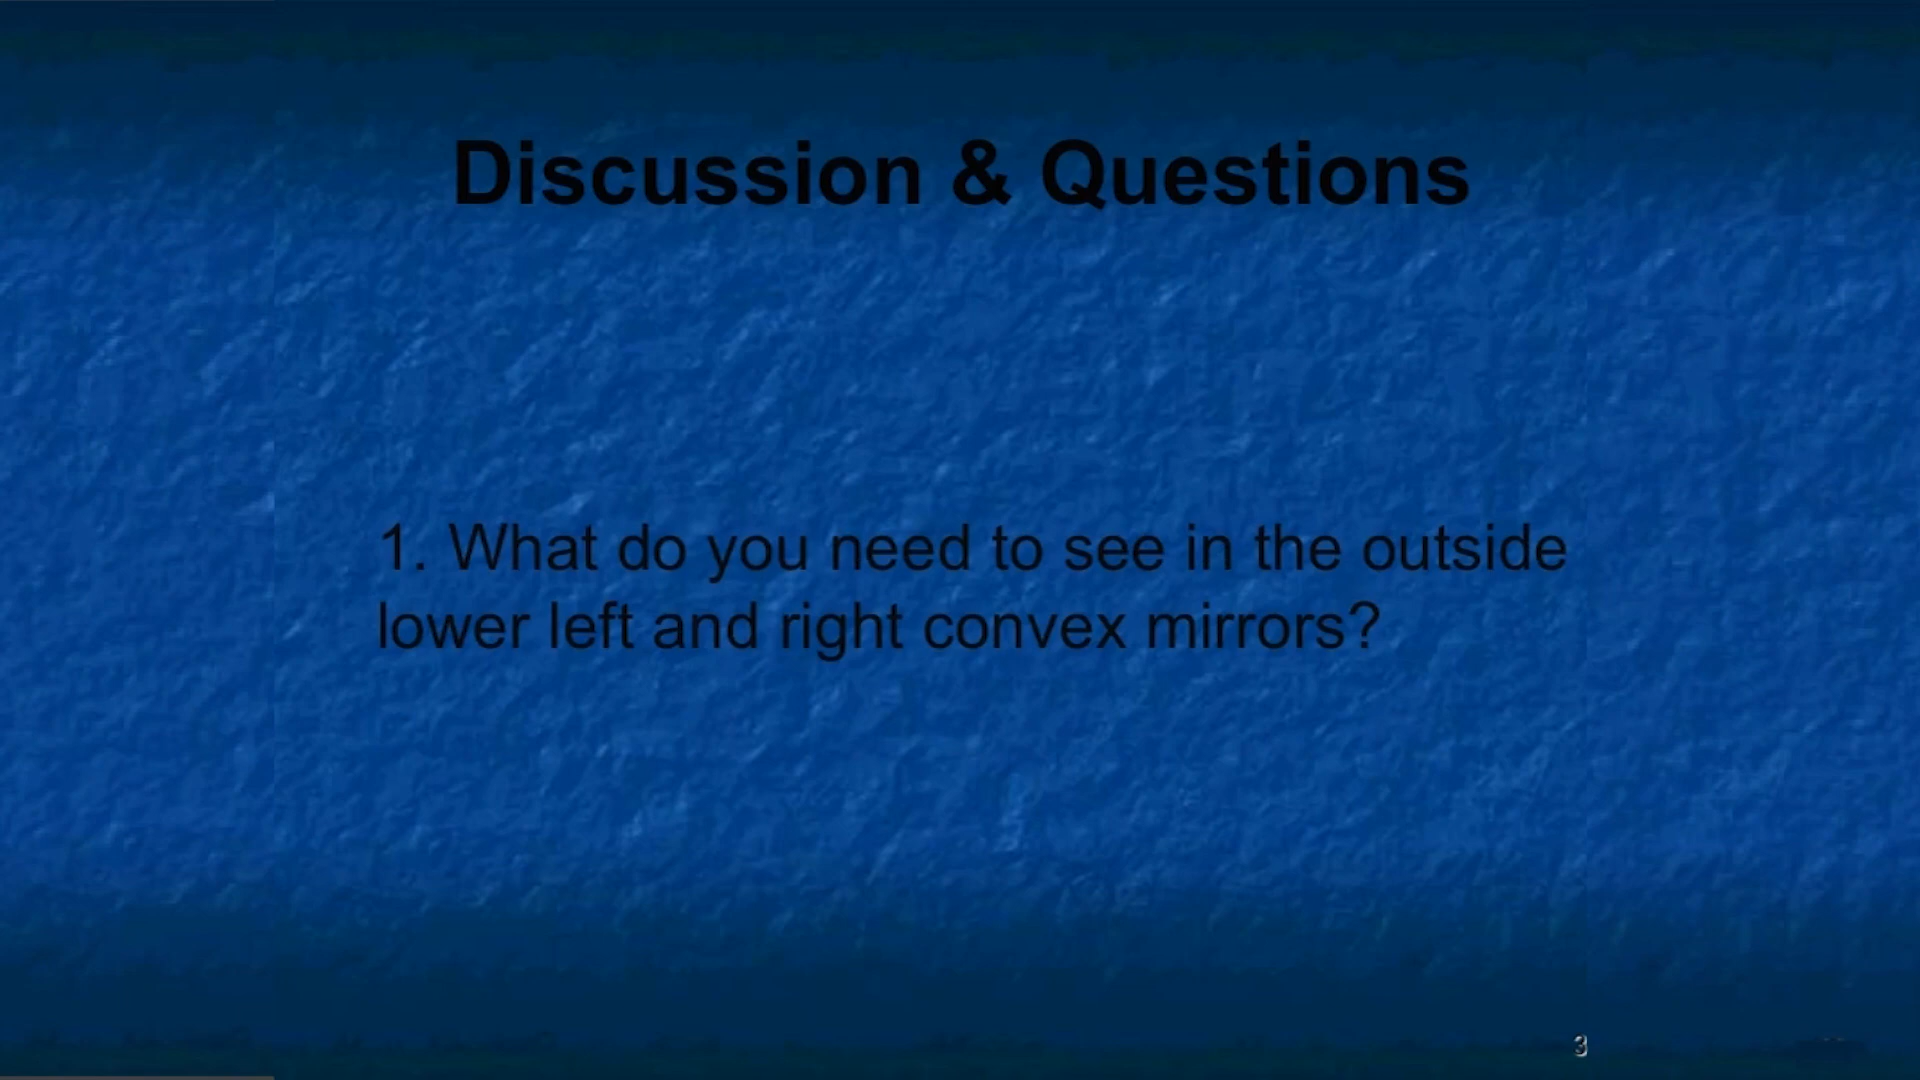 Discussion & Questions
1. What do you need to see in the outside
lower left and right convex mirrors?
3